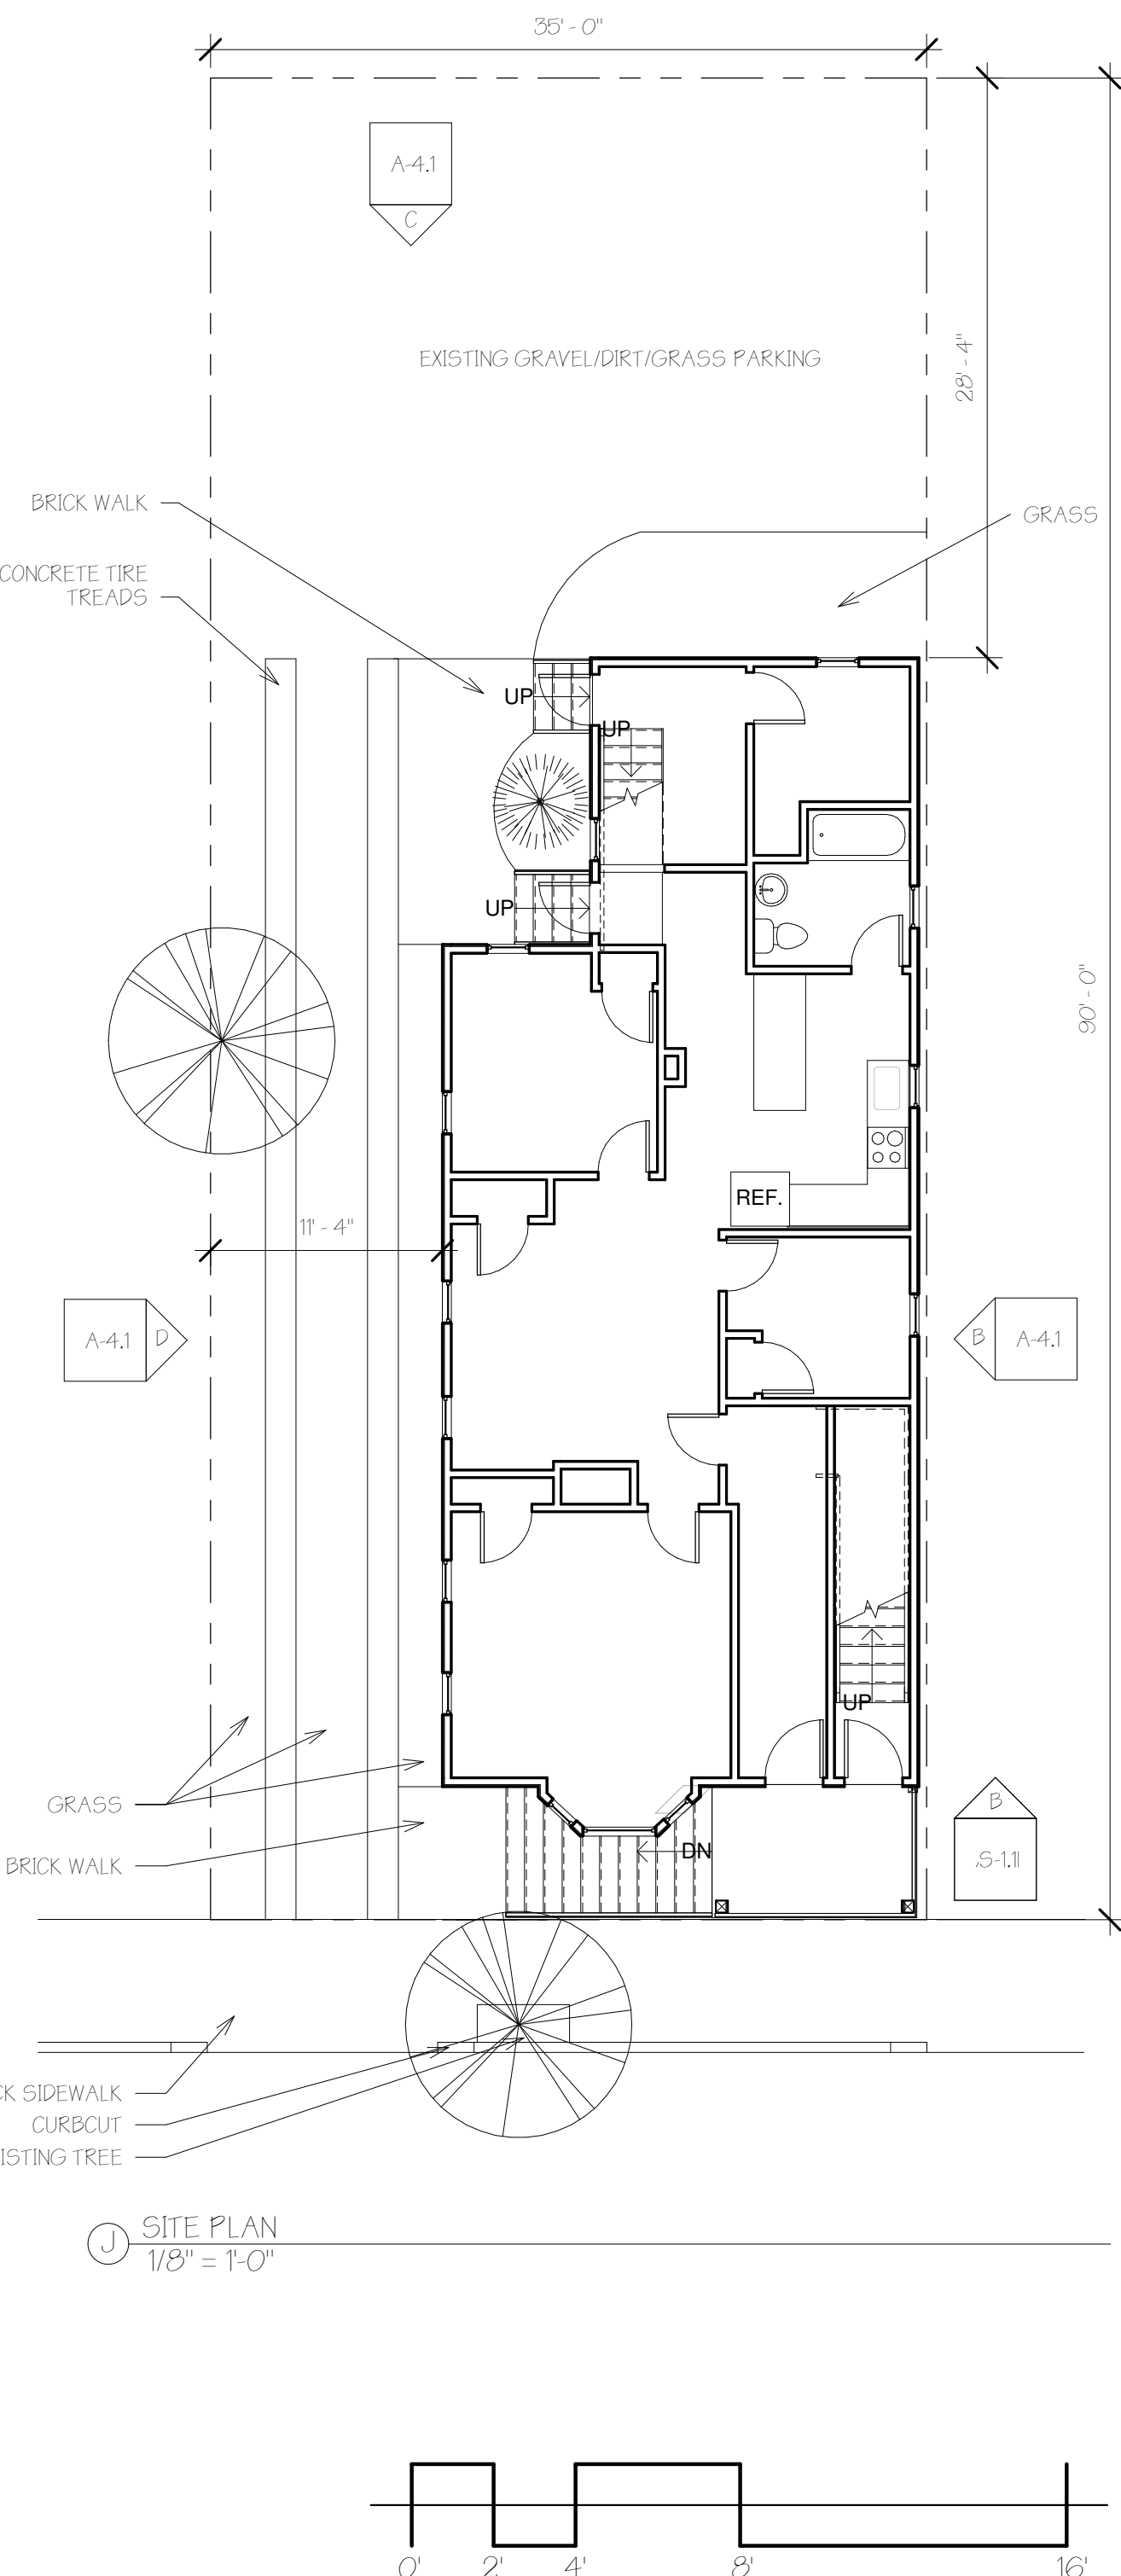 35' - 0"
A-4.1
C
28' - 4"
EXISTING GRAVEL/DIRT/GRASS PARKING
BRICK WALK
GRASS
CONCRETE TIRE
TREADS
UP
UP
UP
90' - 0"
REF.
11' - 4"
A-4.1
D
B
A-4.1
UP
GRASS
B
DN
BRICK WALK
S-1.1
CK SIDEWALK
CURBCUT
ISTING TREE
J
SITE PLAN
1/8" = 1'-0"
0'
2'
4'
8'
16'